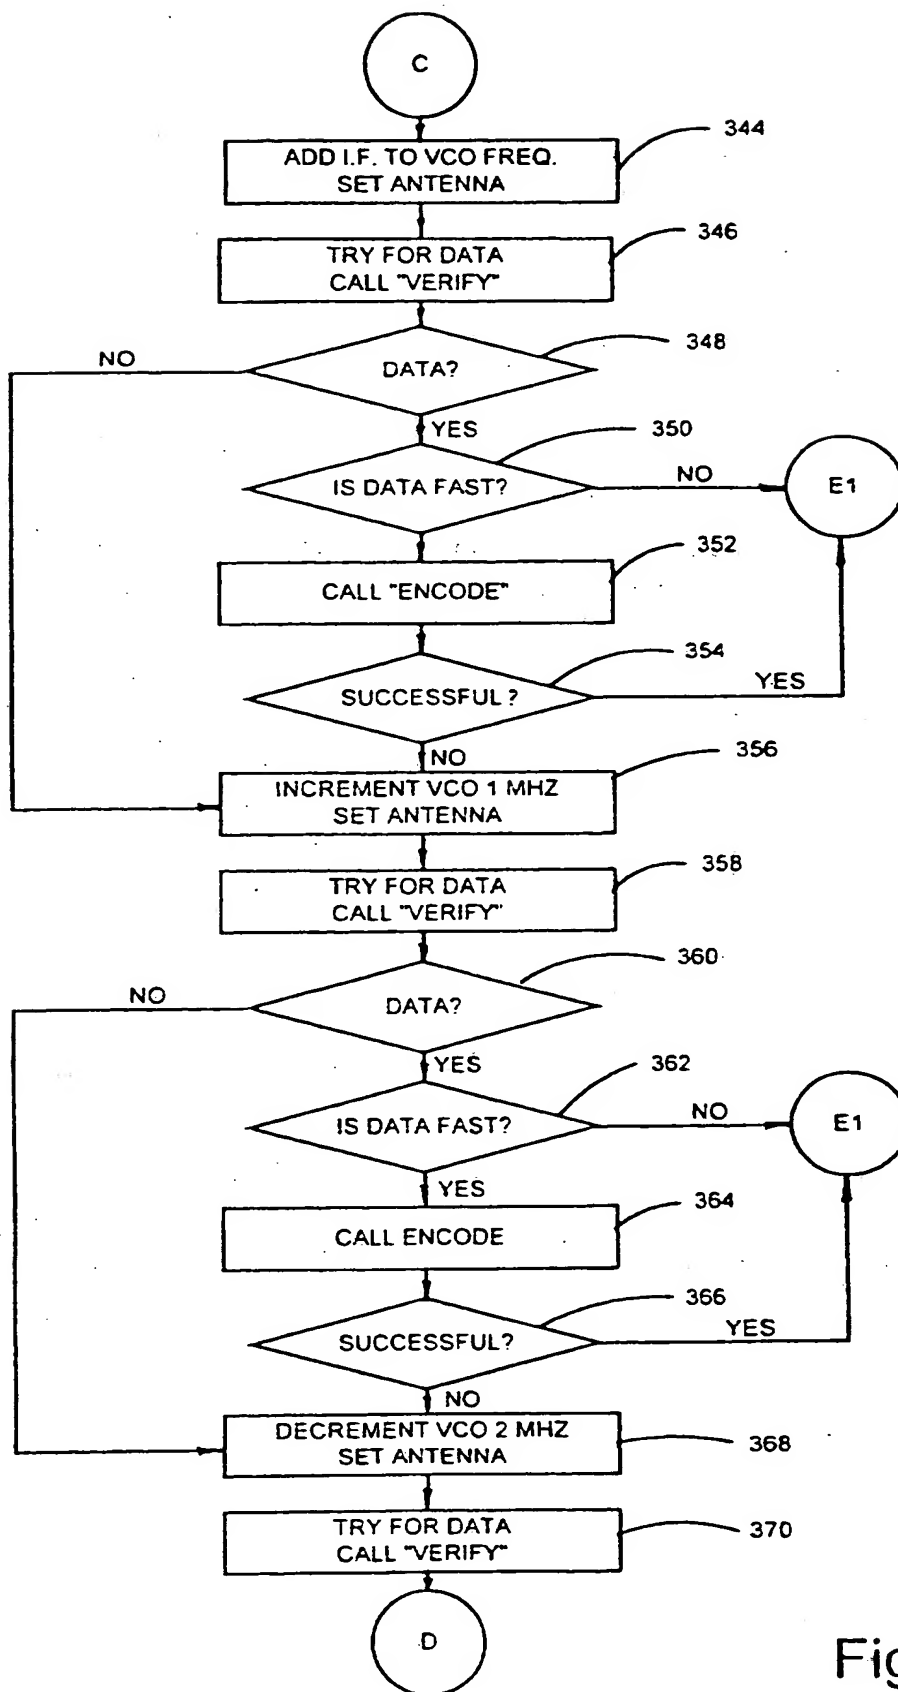 C
344
ADD I.F. TO VCO FREQ.
SET ANTENNA
346
TRY FOR DATA
CALL "VERIFY"
348
NO
DATA?
YES
350
IS DATA FAST?
NO
E1
352
CALL "ENCODE"
354
SUCCESSFUL?
YES
NO
356
INCREMENT VCO 1 MHZ
SET ANTENNA
358
TRY FOR DATA
CALL "VERIFY"
360
NO
DATA?
YES
362
IS DATA FAST?
NO
E1
YES
364
CALL ENCODE
366
SUCCESSFUL?
YES
NO
DECREMENT VCO 2 MHZ
SET ANTENNA
368
TRY FOR DATA
CALL "VERIFY"
370
D
Fig